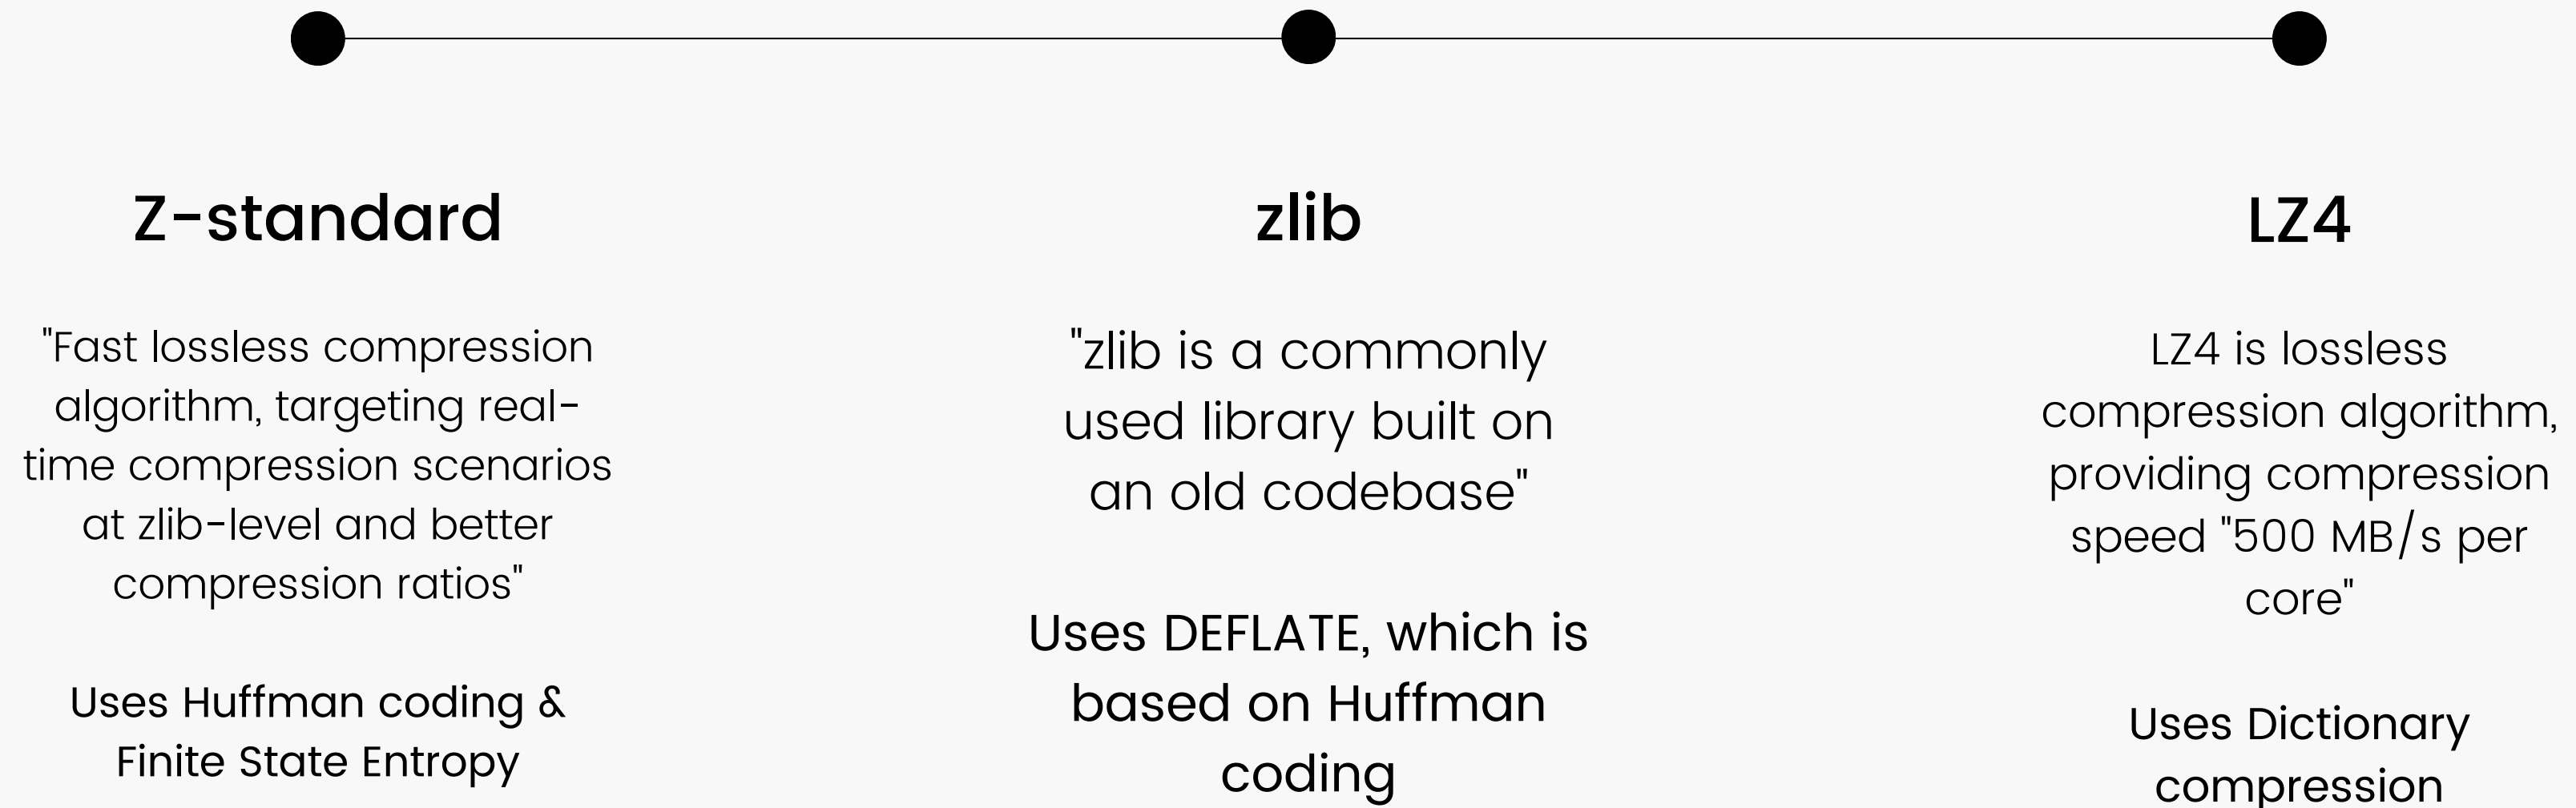 Z-standard
"Fast lossless compression
algorithm, targeting real-
time compression scenarios
at zlib-level and better
compression ratios"
Uses Huffman coding &
Finite State Entropy
zlib
"zlib is a commonly
used library built on
an old codebase"
Uses DEFLATE, which is
based on Huffman
coding
LZ4
LZ4 is lossless
compression algorithm,
providing compression
speed "500 MB/s per
core"
Uses Dictionary
compression